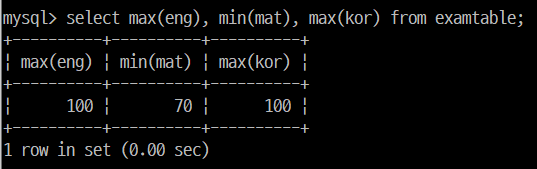 mysql> select max(eng), min(mat), max(kor) from examtable;
+----------+----------+----------+
¦ max(eng) ¦ min(mat) ¦ max(kor) ¦
+----------+----------+----------+
¦      100 ¦       70 ¦      100 ¦
+----------+----------+----------+
1 row in set (0.00 sec)